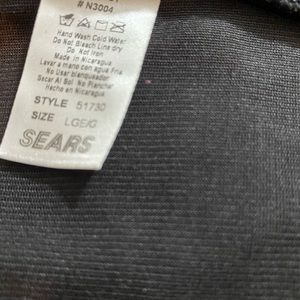 # N3004
Hand Wash Cold Water
Do Not Bleach Line dry
Do Not Iron
Made in Nicaragua
Lavar a mano con agua fria
No Usar blanqueador
Secar Al Sol No Planchar
Hecho en Nicaragua
STYLE 51730
SIZE LGE/G
SEARS